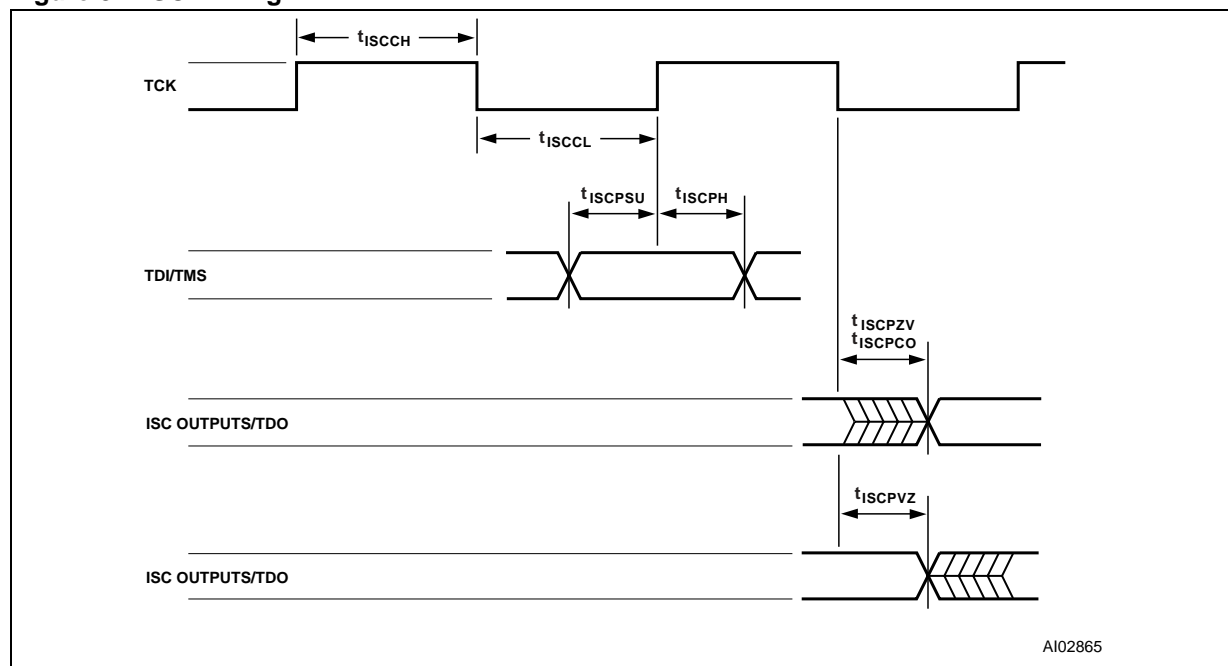 tISCCH
TCK
tISCCL
tISCPSU
tISCPH
TDI/TMS
tISCPZV
tISCPCO
ISC OUTPUTS/TDO
tISCPVZ
ISC OUTPUTS/TDO
AI02865